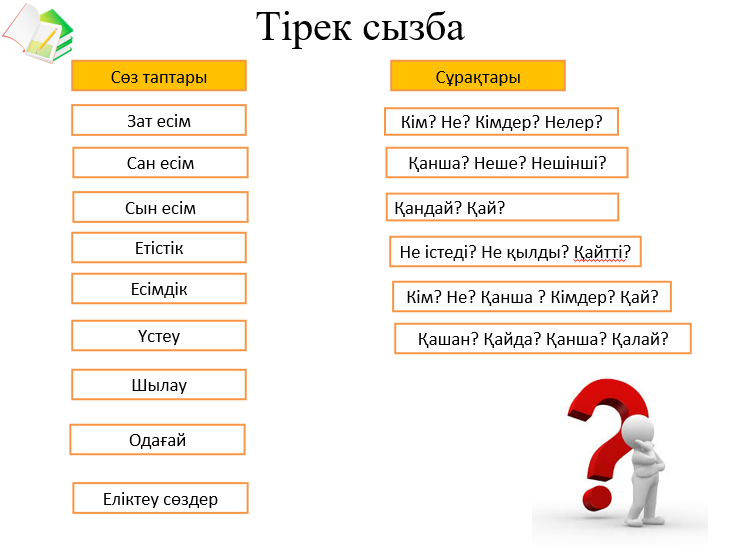 Тірек сызба
Сөз таптары
Сұрақтары
Зат есім
Кім? Не? Кімдер? Нелер?
Сан есім
Қанша? Неше? Нешінші?
Сын есім
Қандай? Қай?
Етістік
Не істеді? Не қылды? Қайтті?
Есімдік
Кім? Не? Қанша ? Кімдер? Қай?
Үстеу
Қашан? Қайда? Қанша? Қалай?
Шылау
Одағай
Еліктеу сөздер